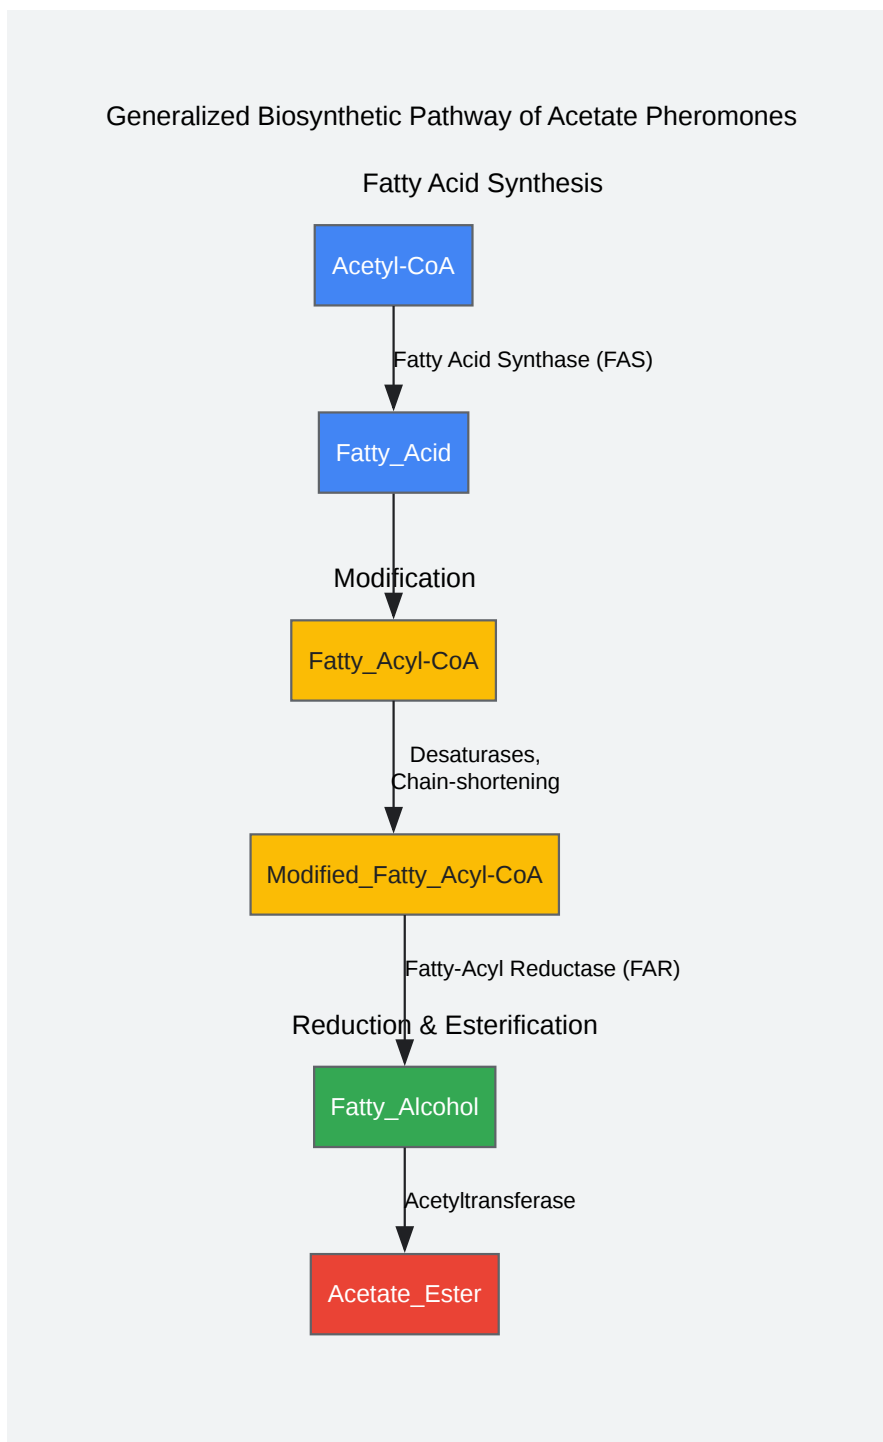 Generalized Biosynthetic Pathway of Acetate Pheromones
Fatty Acid Synthesis
Acetyl-CoA
Fatty Acid Synthase (FAS)
Fatty_Acid
Modification
Fatty_Acyl-CoA
Desaturases,
Chain-shortening
Modified_Fatty_Acyl-CoA
Fatty-Acyl Reductase (FAR)
Reduction & Esterification
Fatty_Alcohol
Acetyltransferase
Acetate_Ester